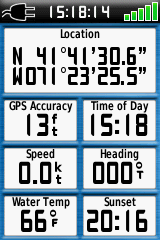 15:18:14
Location
N 41°41'30.6"
W071°23'25.5"
GPS Accuracy
13ft
Time of Day
15:18
Speed
0.0kt
Heading
000°T
Water Temp
66°F
Sunset
20:16